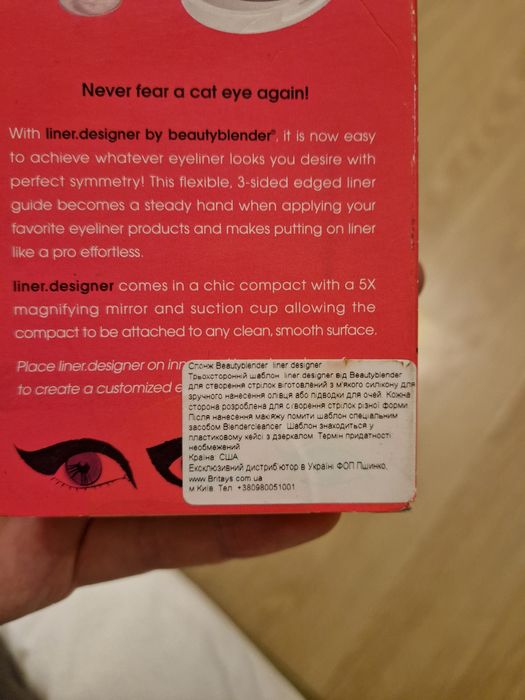 Never fear a cat eye again!
With liner.designer by beautyblender®, it is now easy
to achieve whatever eyeliner looks you desire with
perfect symmetry! This flexible, 3-sided edged liner
guide becomes a steady hand when applying your
favorite eyeliner products and makes putting on liner
like a pro effortless.
liner.designer comes in a chic compact with a 5X
magnifying mirror and suction cup allowing the
compact to be attached to any clean, smooth surface.
Place liner.designer on inn
to create a customized e
Спонж Beautyblender liner.designer
Трьохсторонній шаблон liner.designer від Beautyblender
для створення стрілок виготовлений з м'якого силікону для
зручного нанесення олівця або підводки для очей. Кожна
сторона розроблена для створення стрілок різної форми.
Після нанесення макіяжу помити шаблон спеціальним
засобом Blendercleancer. Шаблон знаходиться у
пластиковому кейсі з дзеркалом. Термін придатності
необмежений
Країна США
Ексклюзивний дистриб'ютор в Україні ФОП Пшинко,
www.Britays.com.ua
м Київ. Тел. +380980051001